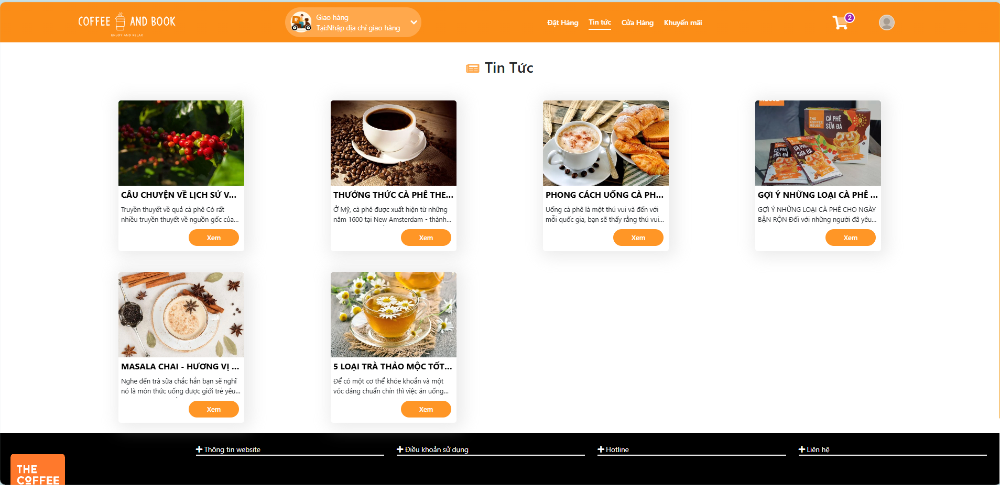 COFFEE AND BOOK
ENJOY AND RELAX
Giao hàng
Tại:Nhập địa chỉ giao hàng
Đặt Hàng
Tin tức
Cửa Hàng
Khuyến mãi
2
Tin Tức
THE COFFEE HOUSE
CÀ PHÊ
SỮA ĐÁ
CÀ PHÊ
SỮA ĐÁ
CÀ PHÊ
SỮA ĐÁ
CÂU CHUYỆN VỀ LỊCH SỬ V...
Truyền thuyết về quả cà phê Có rất
nhiều truyền thuyết về nguồn gốc của...
Xem
THƯỞNG THỨC CÀ PHÊ THE...
Ở Mỹ, cà phê được xuất hiện từ những
năm 1600 tại New Amsterdam - thành...
Xem
PHONG CÁCH UỐNG CÀ PH...
Uống cà phê là một thú vui và đến với
mỗi quốc gia, bạn sẽ thấy rằng thú vui...
Xem
GỢI Ý NHỮNG LOẠI CÀ PHÊ ...
GỢI Ý NHỮNG LOẠI CÀ PHÊ CHO NGÀY
BẬN RỘN Đối với những người đã yêu...
Xem
MASALA CHAI - HƯƠNG VỊ ...
Nghe đến trà sữa chắc hẳn bạn sẽ nghĩ
nó là món thức uống được giới trẻ yêu...
Xem
5 LOẠI TRÀ THẢO MỘC TỐT...
Để có một cơ thể khỏe khoắn và một
vóc dáng chuẩn chỉn thì việc ăn uống...
Xem
THE
COFFEE
Thông tin website
Điều khoản sử dụng
Hotline
Liên hệ